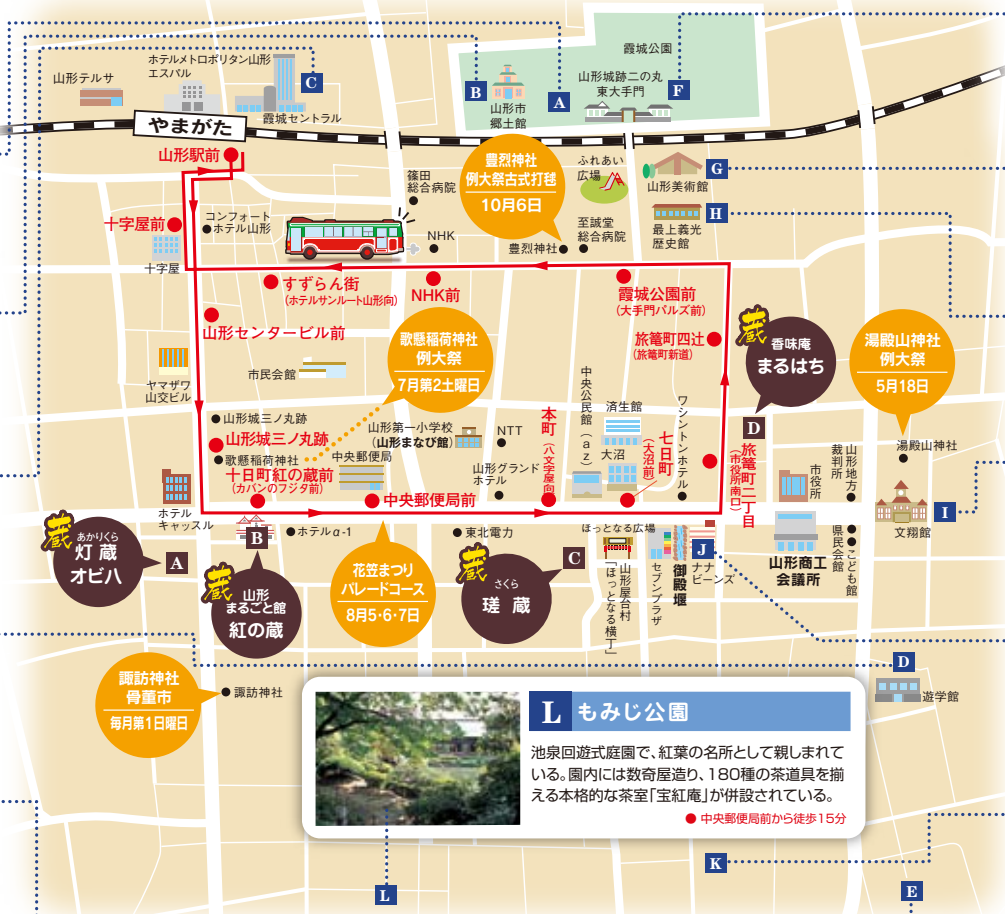 霞城公園
ホテルメトロポリタン山形
エスパル
山形テルサ
C
霞城セントラル
B
山形市
郷土館
A
山形城跡二の丸
東大手門
F
やまがた
山形駅前
豊烈神社
例大祭古式打毬
10月6日
ふれあい
広場
山形美術館
G
最上義光
歴史館
H
篠田
総合病院
NHK
至誠堂
総合病院
豊烈神社
十字屋前
コンフォート
ホテル山形
十字屋
すずらん街
(ホテルサンルート山形向)
NHK前
霞城公園前
(大手門パルズ前)
山形センタービル前
旅篭町四辻
(旅篭町新道)
歌懸稲荷神社
例大祭
7月第2土曜日
蔵
香味庵
まるはち
湯殿山神社
例大祭
5月18日
ヤマザワ
山交ビル
市民会館
山形城三ノ丸跡
山形城三ノ丸跡
歌懸稲荷神社
山形第一小学校
(山形まなび館)
NTT
中央郵便局
山形グランド
ホテル
本町(八文字屋向)
中央公民館(az)
済生館
大沼
七日町
(大沼前)
ワシントンホテル
D
旅篭町二丁目
(市役所南口)
市役所
山形地方
裁判所
湯殿山神社
十日町紅の蔵前
(カバンのフジタ前)
中央郵便局前
ホテル
キャッスル
B
ホテルα-1
東北電力
ほっとなる広場
山形屋台村
「ほっとなる横丁」
セブンプラザ
御殿堰
J
ナナ
ビーンズ
山形商工
会議所
県民会館
こども館
文翔館
I
蔵
あかりくら
灯蔵
オビハ
A
蔵
山形
まるごと館
紅の蔵
花笠まつり
パレードコース
8月5・6・7日
蔵
さくら
瑳蔵
C
諏訪神社
骨董市
毎月第1日曜日
諏訪神社
D
遊学館
L もみじ公園
池泉回遊式庭園で、紅葉の名所として親しまれて
いる。園内には数奇屋造り、180種の茶道具を揃
える本格的な茶室「宝紅庵」が併設されている。
● 中央郵便局前から徒歩15分
L
K
E